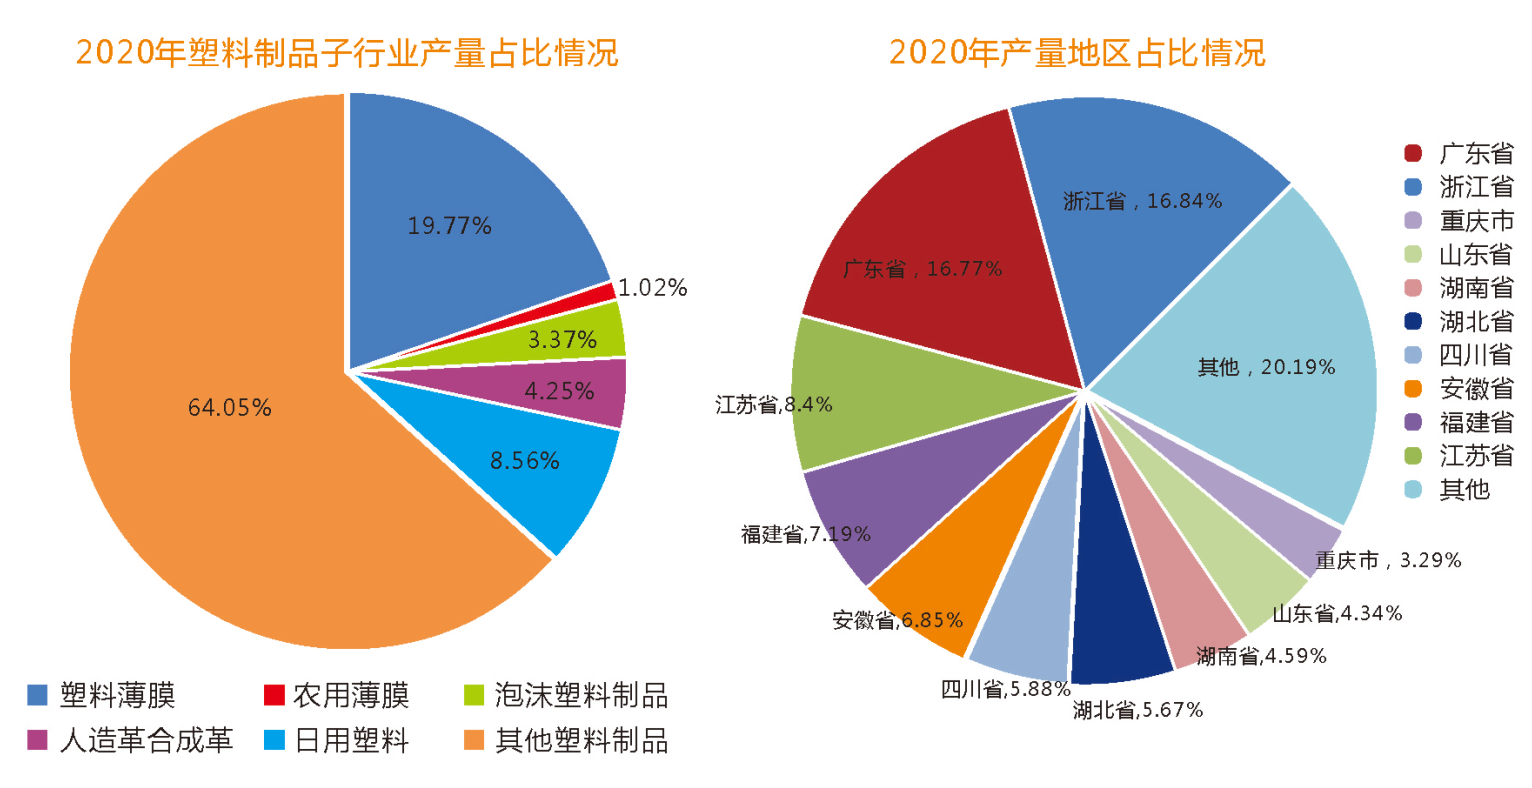 2020年塑料制品子行业产量占比情况
19.77%
1.02%
3.37%
4.25%
8.56%
64.05%
塑料薄膜
农用薄膜
泡沫塑料制品
人造革合成革
日用塑料
其他塑料制品
2020年产量地区占比情况
浙江省，16.84%
广东省，16.77%
其他，20.19%
江苏省,8.4%
福建省,7.19%
重庆市，3.29%
安徽省,6.85%
山东省,4.34%
湖南省,4.59%
四川省,5.88%
湖北省,5.67%
广东省
浙江省
重庆市
山东省
湖南省
湖北省
四川省
安徽省
福建省
江苏省
其他